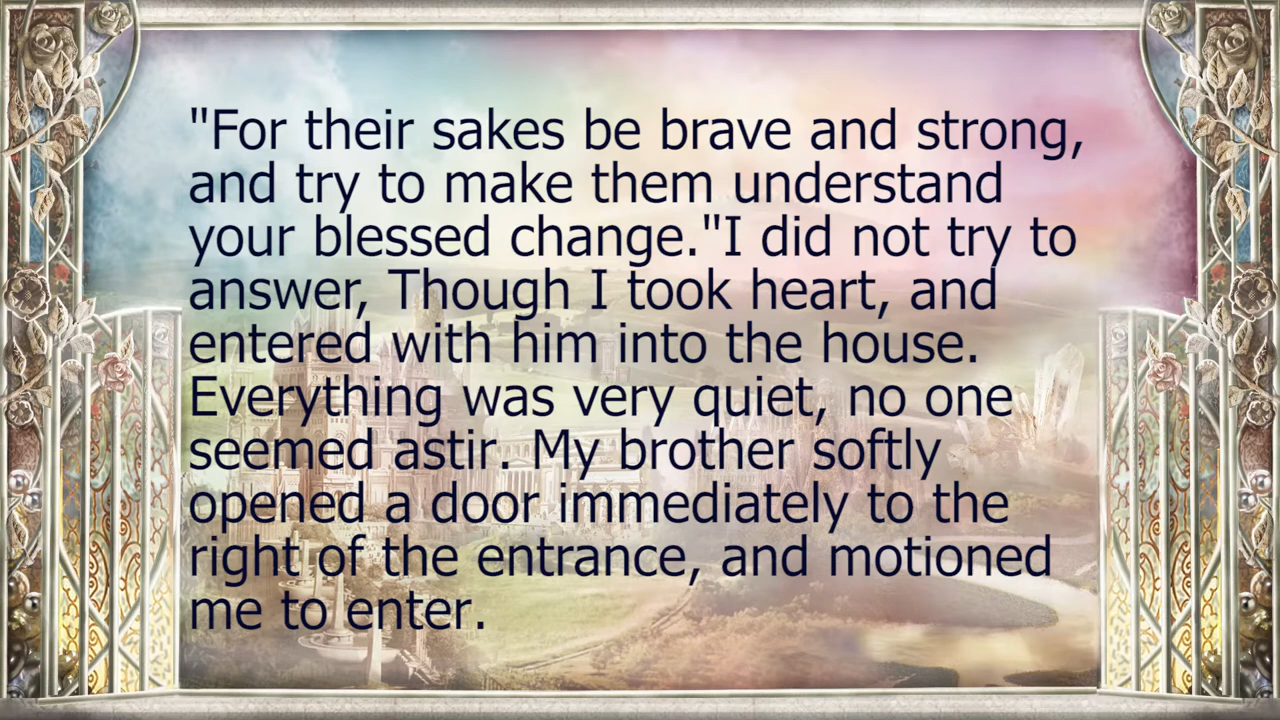 "For their sakes be brave and strong,
and try to make them understand
your blessed change."I did not try to
answer, Though I took heart, and
entered with him into the house.
Everything was very quiet, no one
seemed astir. My brother softly
opened a door immediately to the
right of the entrance, and motioned
me to enter.